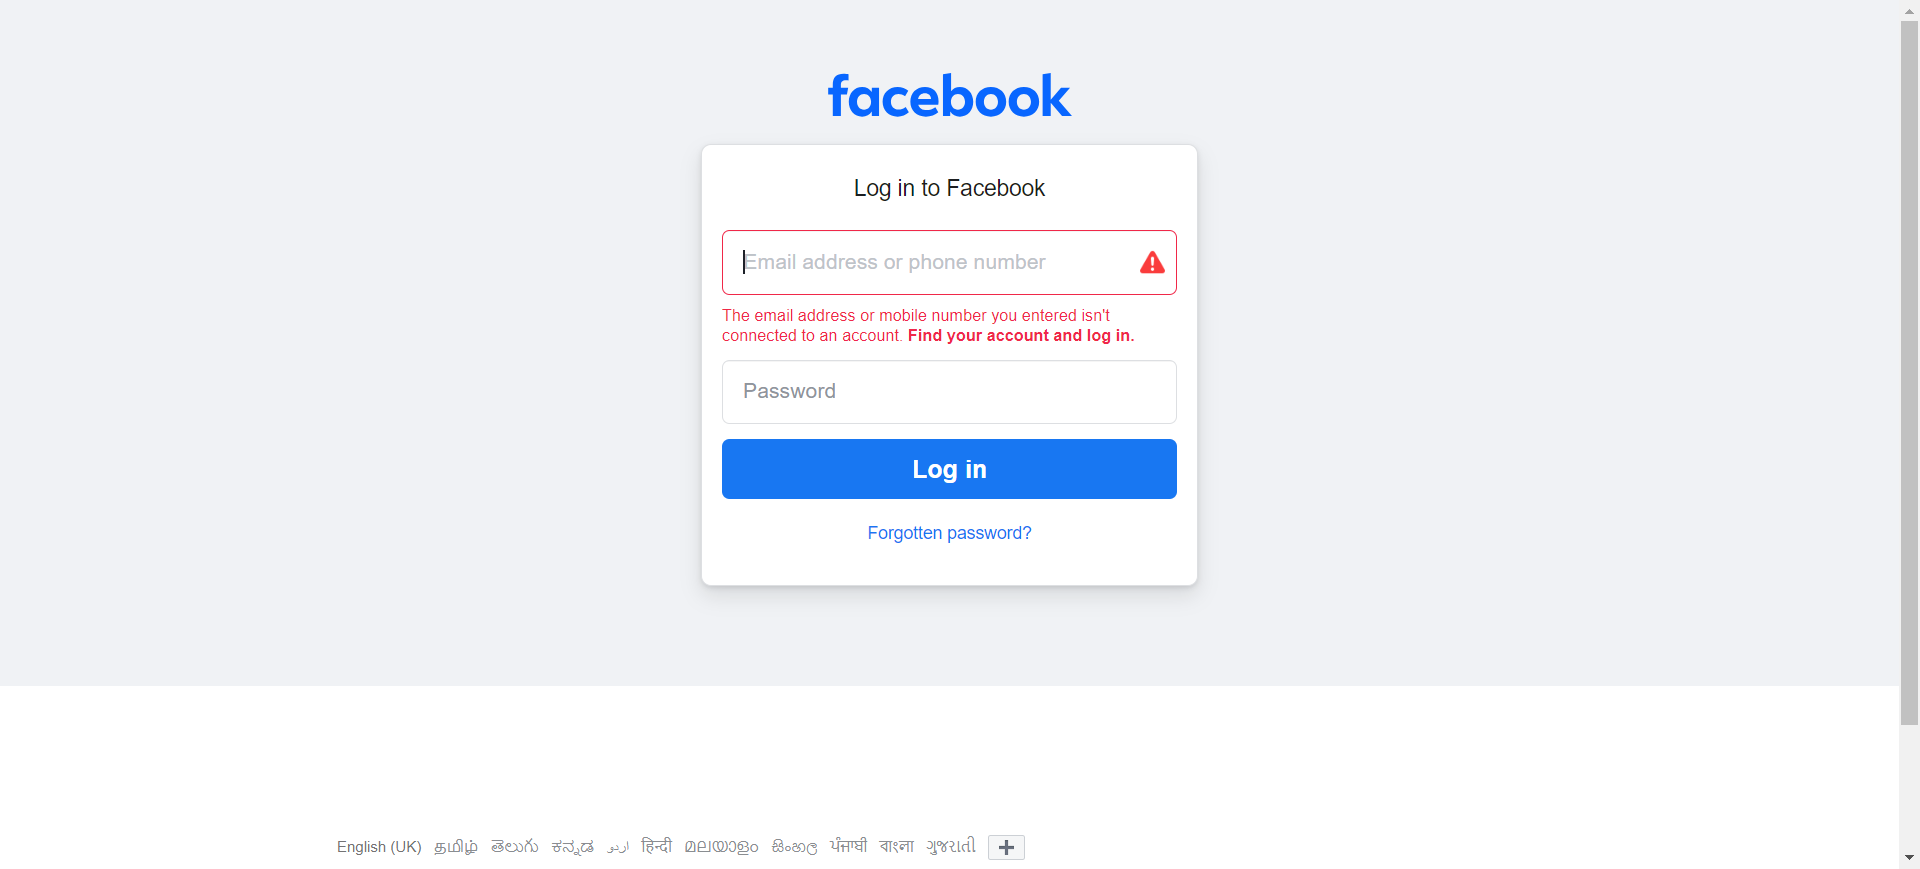 facebook
Log in to Facebook
Email address or phone number
The email address or mobile number you entered isn't
connected to an account. Find your account and log in.
Password
Log in
Forgotten password?
English (UK) தமிழ் తెలుగు ಕನ್ನಡ اردو हिन्दी മലയാളം සිංහල ਪੰਜਾਬੀ বাংলা ગુજરાતી